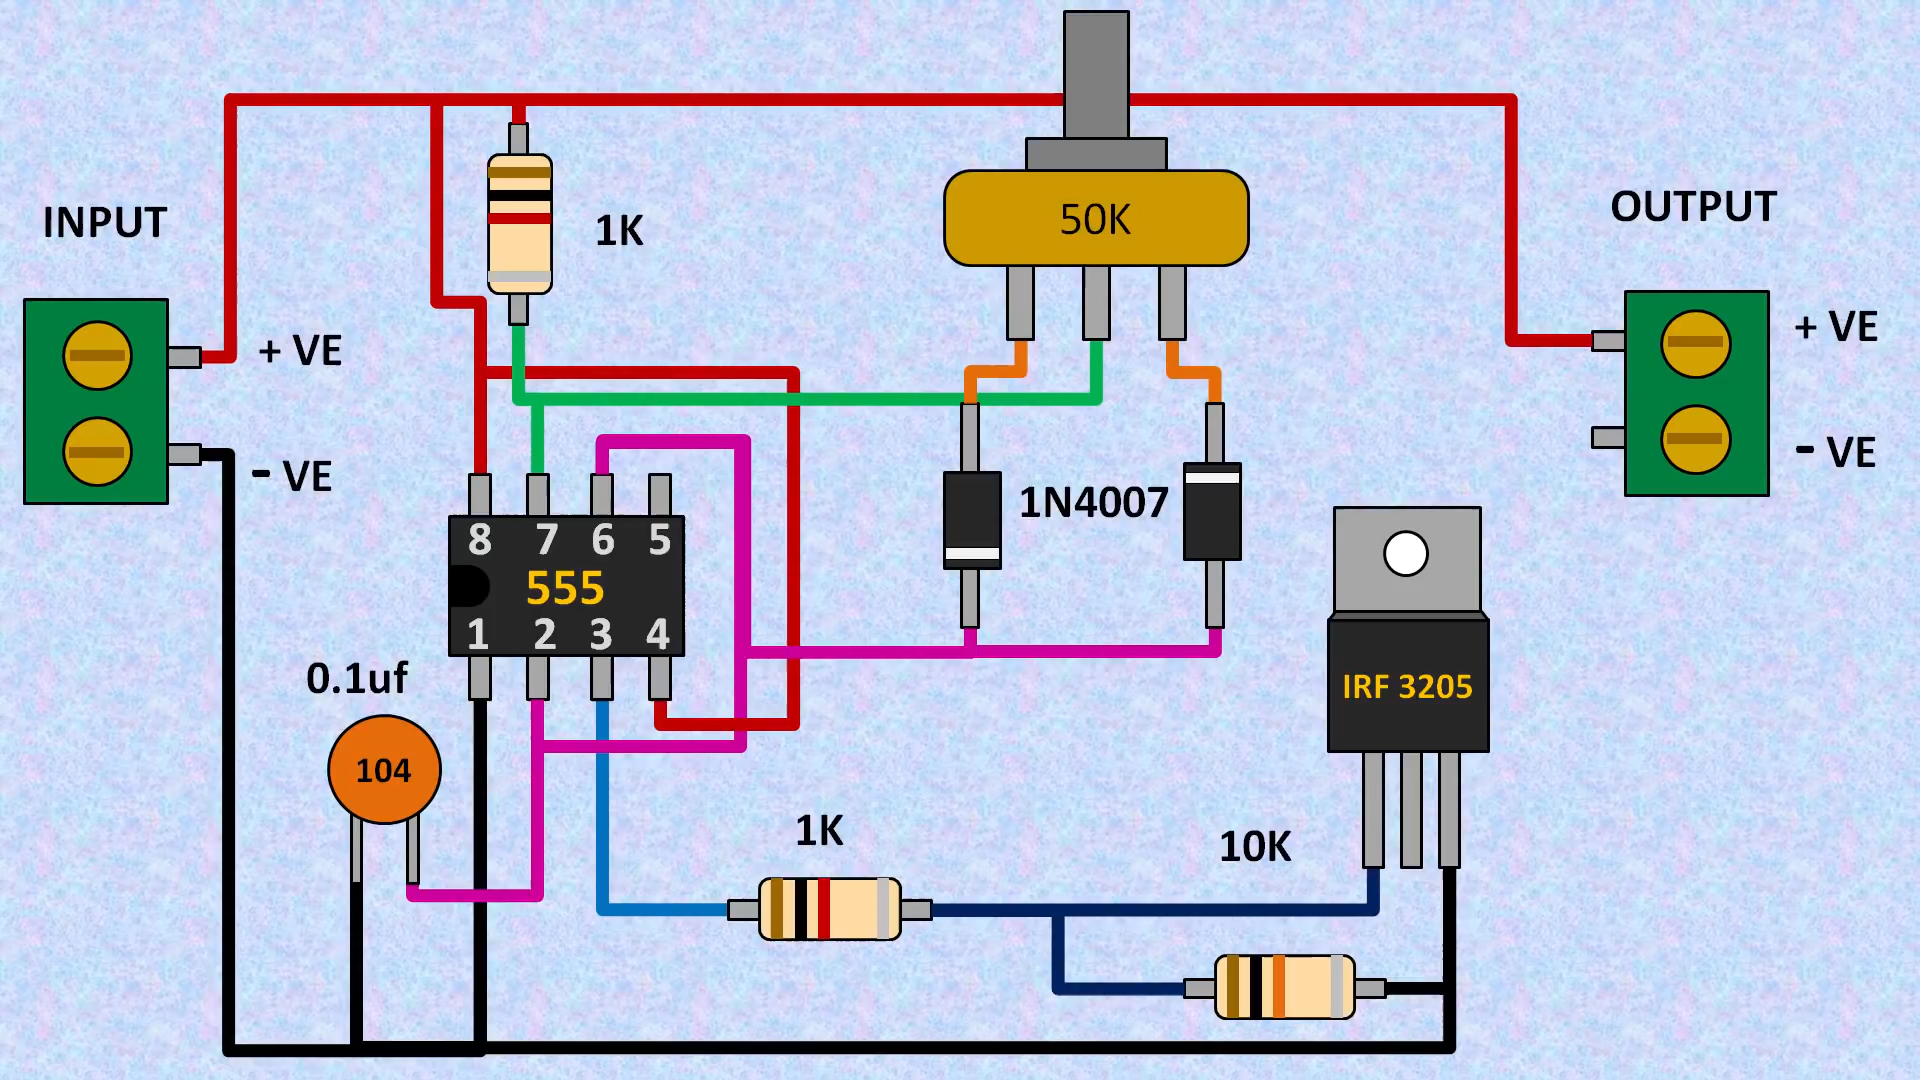 INPUT
+ VE
- VE
1K
50K
OUTPUT
+ VE
- VE
1N4007
8 7 6 5
555
1 2 3 4
0.1uf
104
IRF 3205
1K
10K